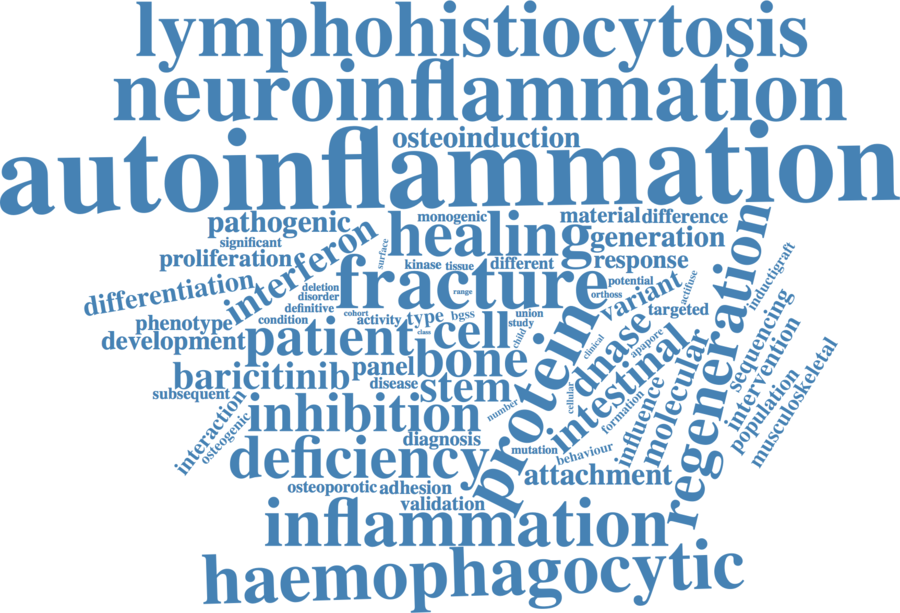 lymphohistiocytosis
neuroinflammation
osteoinduction
autoinflammation
pathogenic
monogenic
material
difference
significant
healing
generation
proliferation
interferon
surface
kinase
tissue
different
response
differentiation
deletion
disorder
fracture
range
potential
orthoss
variant
actifuse
inductigraft
definitive
phenotype
condition
cohort
activity
type
bgss
union
study
targeted
development
patient
class
cell
child
protein
clinical
dnase
apapore
regeneration
sequencing
baricitinib
panel
bone
intestinal
molecular
intervention
subsequent
disease
stem
cellular
influence
population
musculoskeletal
interaction
osteogenic
inhibition
number
formation
diagnosis
mutation
behaviour
deficiency
attachment
osteoporotic
adhesion
validation
inflammation
haemophagocytic